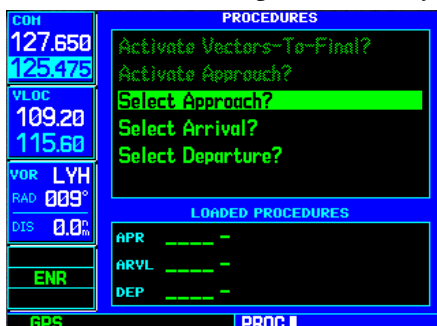 COM
127.650
125.475
VLOC
109.20
115.60
VOR LYH
RAD 009°
DIS 0.0nm
ENR
GPS
PROCEDURES
Activate Vectors-To-Final?
Activate Approach?
Select Approach?
Select Arrival?
Select Departure?
LOADED PROCEDURES
APR ____-
ARVL ____-
DEP ____-
PROC